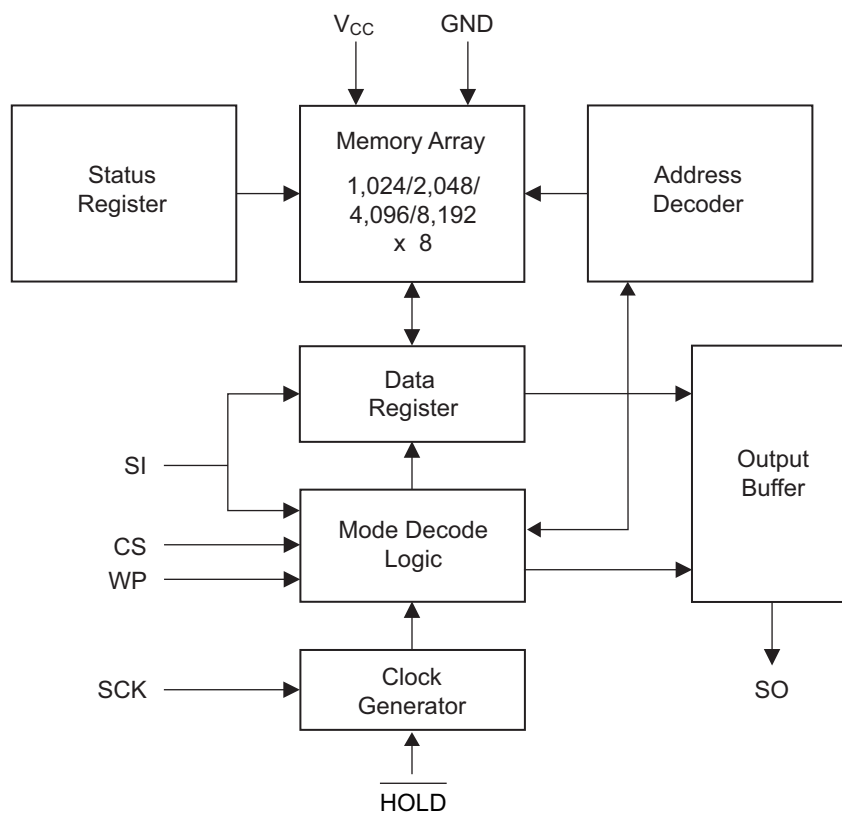 V_CC
GND
Status
Register
Memory Array
1,024/2,048/
4,096/8,192
x 8
Address
Decoder
Data
Register
SI
Output
Buffer
CS
WP
Mode Decode
Logic
SCK
Clock
Generator
SO
HOLD